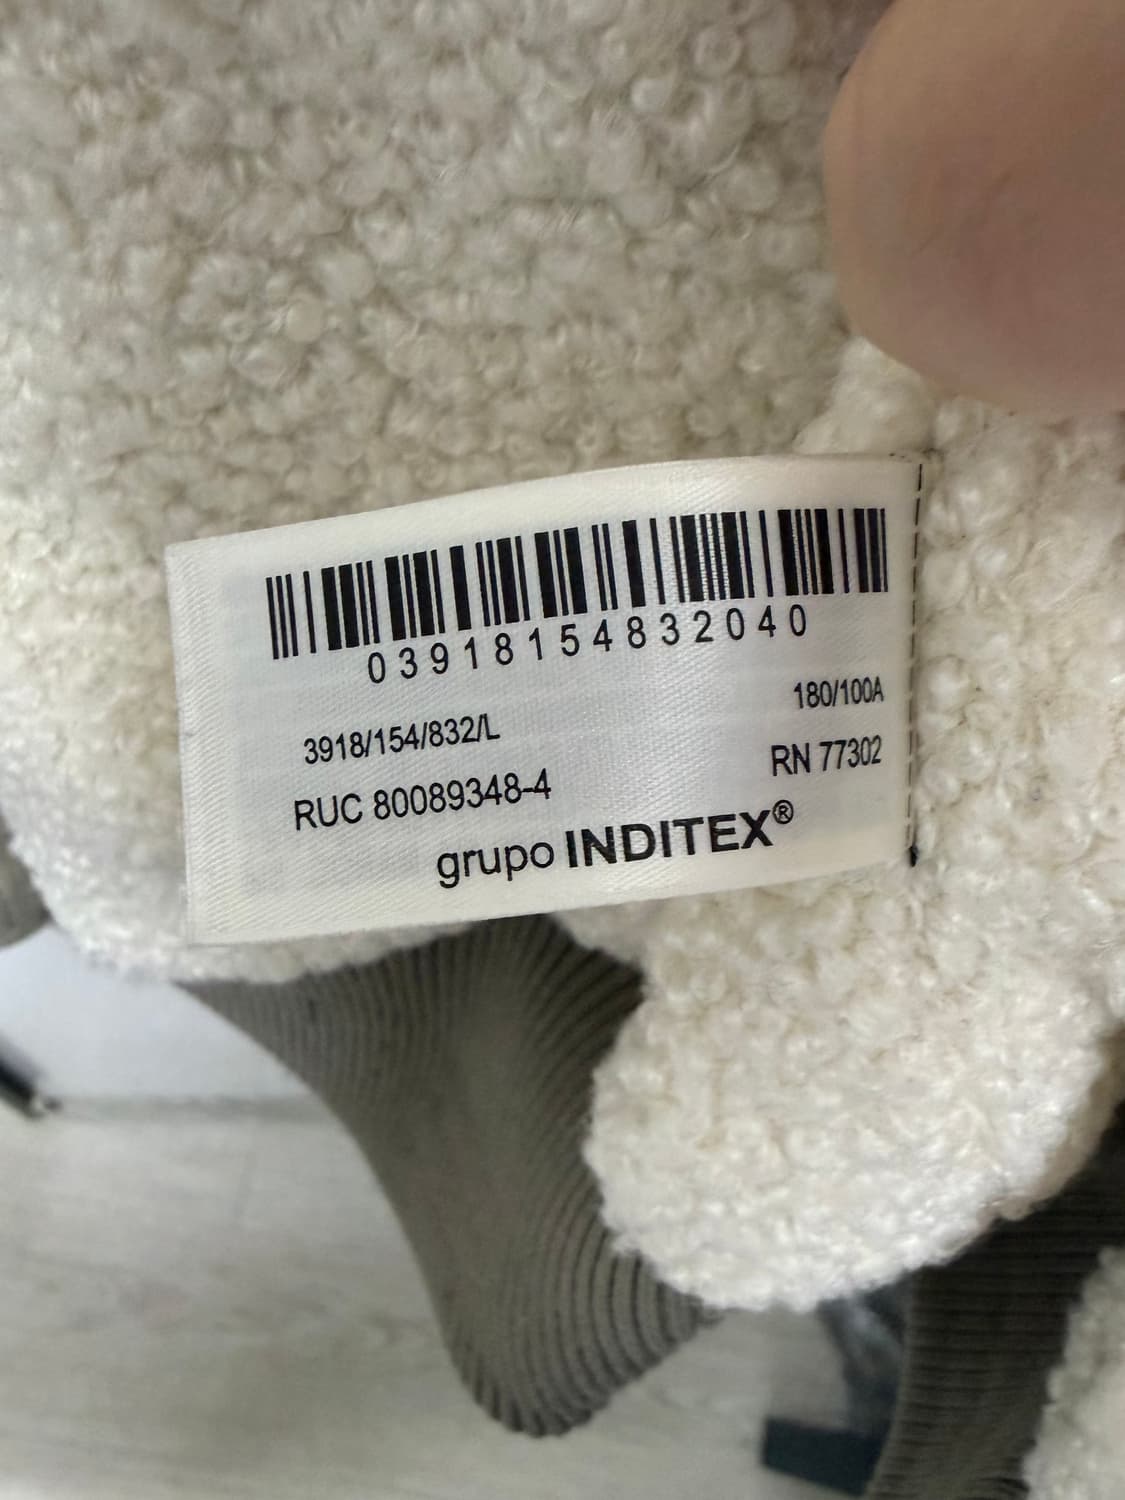 03918154832040
180/100A
3918/154/832/L
RN 77302
RUC 80089348-4
grupo INDITEX®